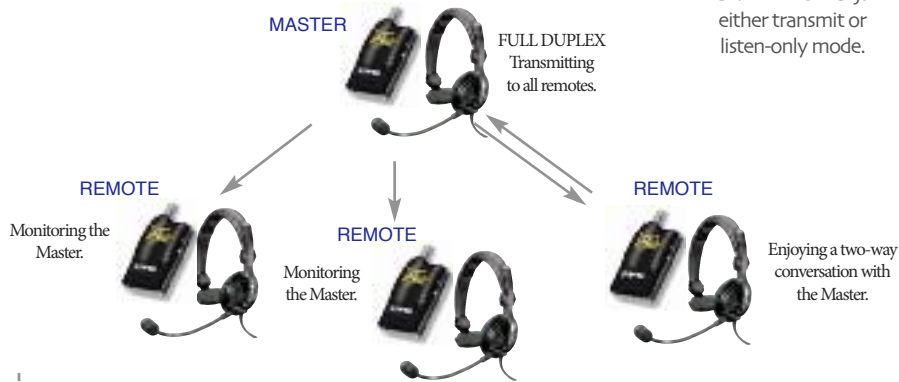 either transmit or
listen-only mode.
MASTER
FULL DUPLEX
Transmitting
to all remotes.
REMOTE
Monitoring the
Master.
REMOTE
Monitoring
the Master.
REMOTE
Enjoying a two-way
conversation with
the Master.